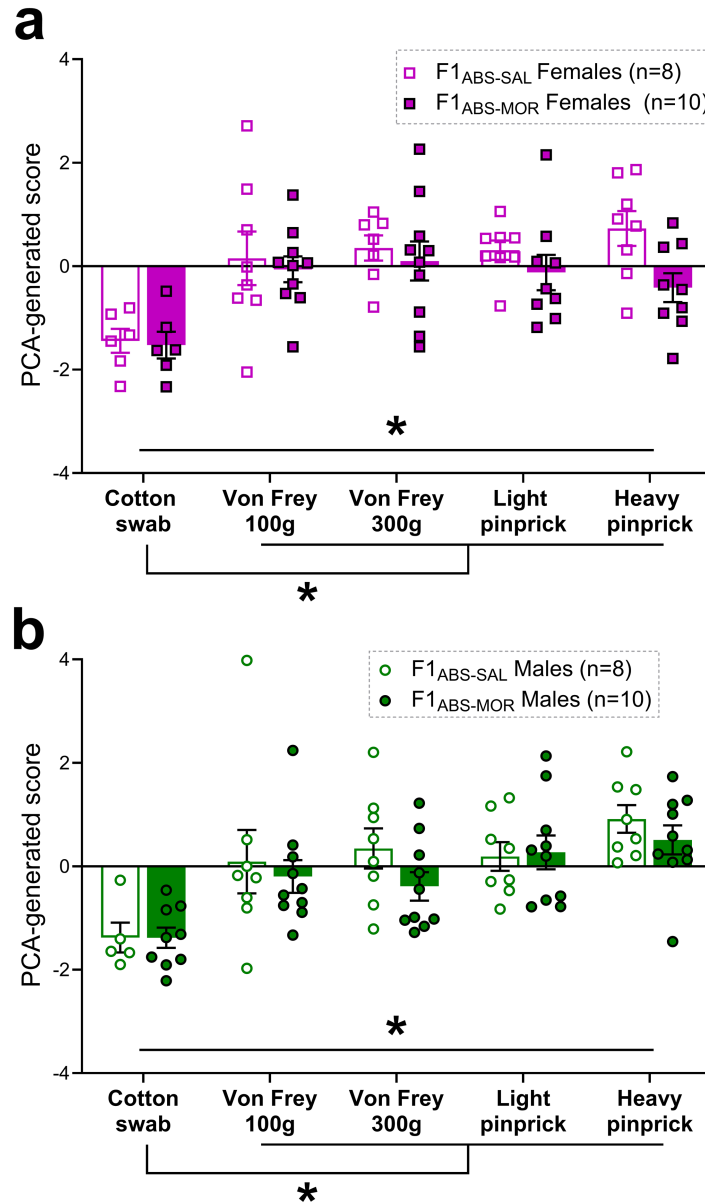 a
4
F1ABS-SAL Females (n=8)
F1ABS-MOR Females (n=10)
2
0
-2
-4
PCA-generated score
*
Cotton swab
Von Frey 100g
Von Frey 300g
Light pinprick
Heavy pinprick
*
b
4
F1ABS-SAL Males (n=8)
F1ABS-MOR Males (n=10)
2
0
-2
-4
PCA-generated score
*
Cotton swab
Von Frey 100g
Von Frey 300g
Light pinprick
Heavy pinprick
*